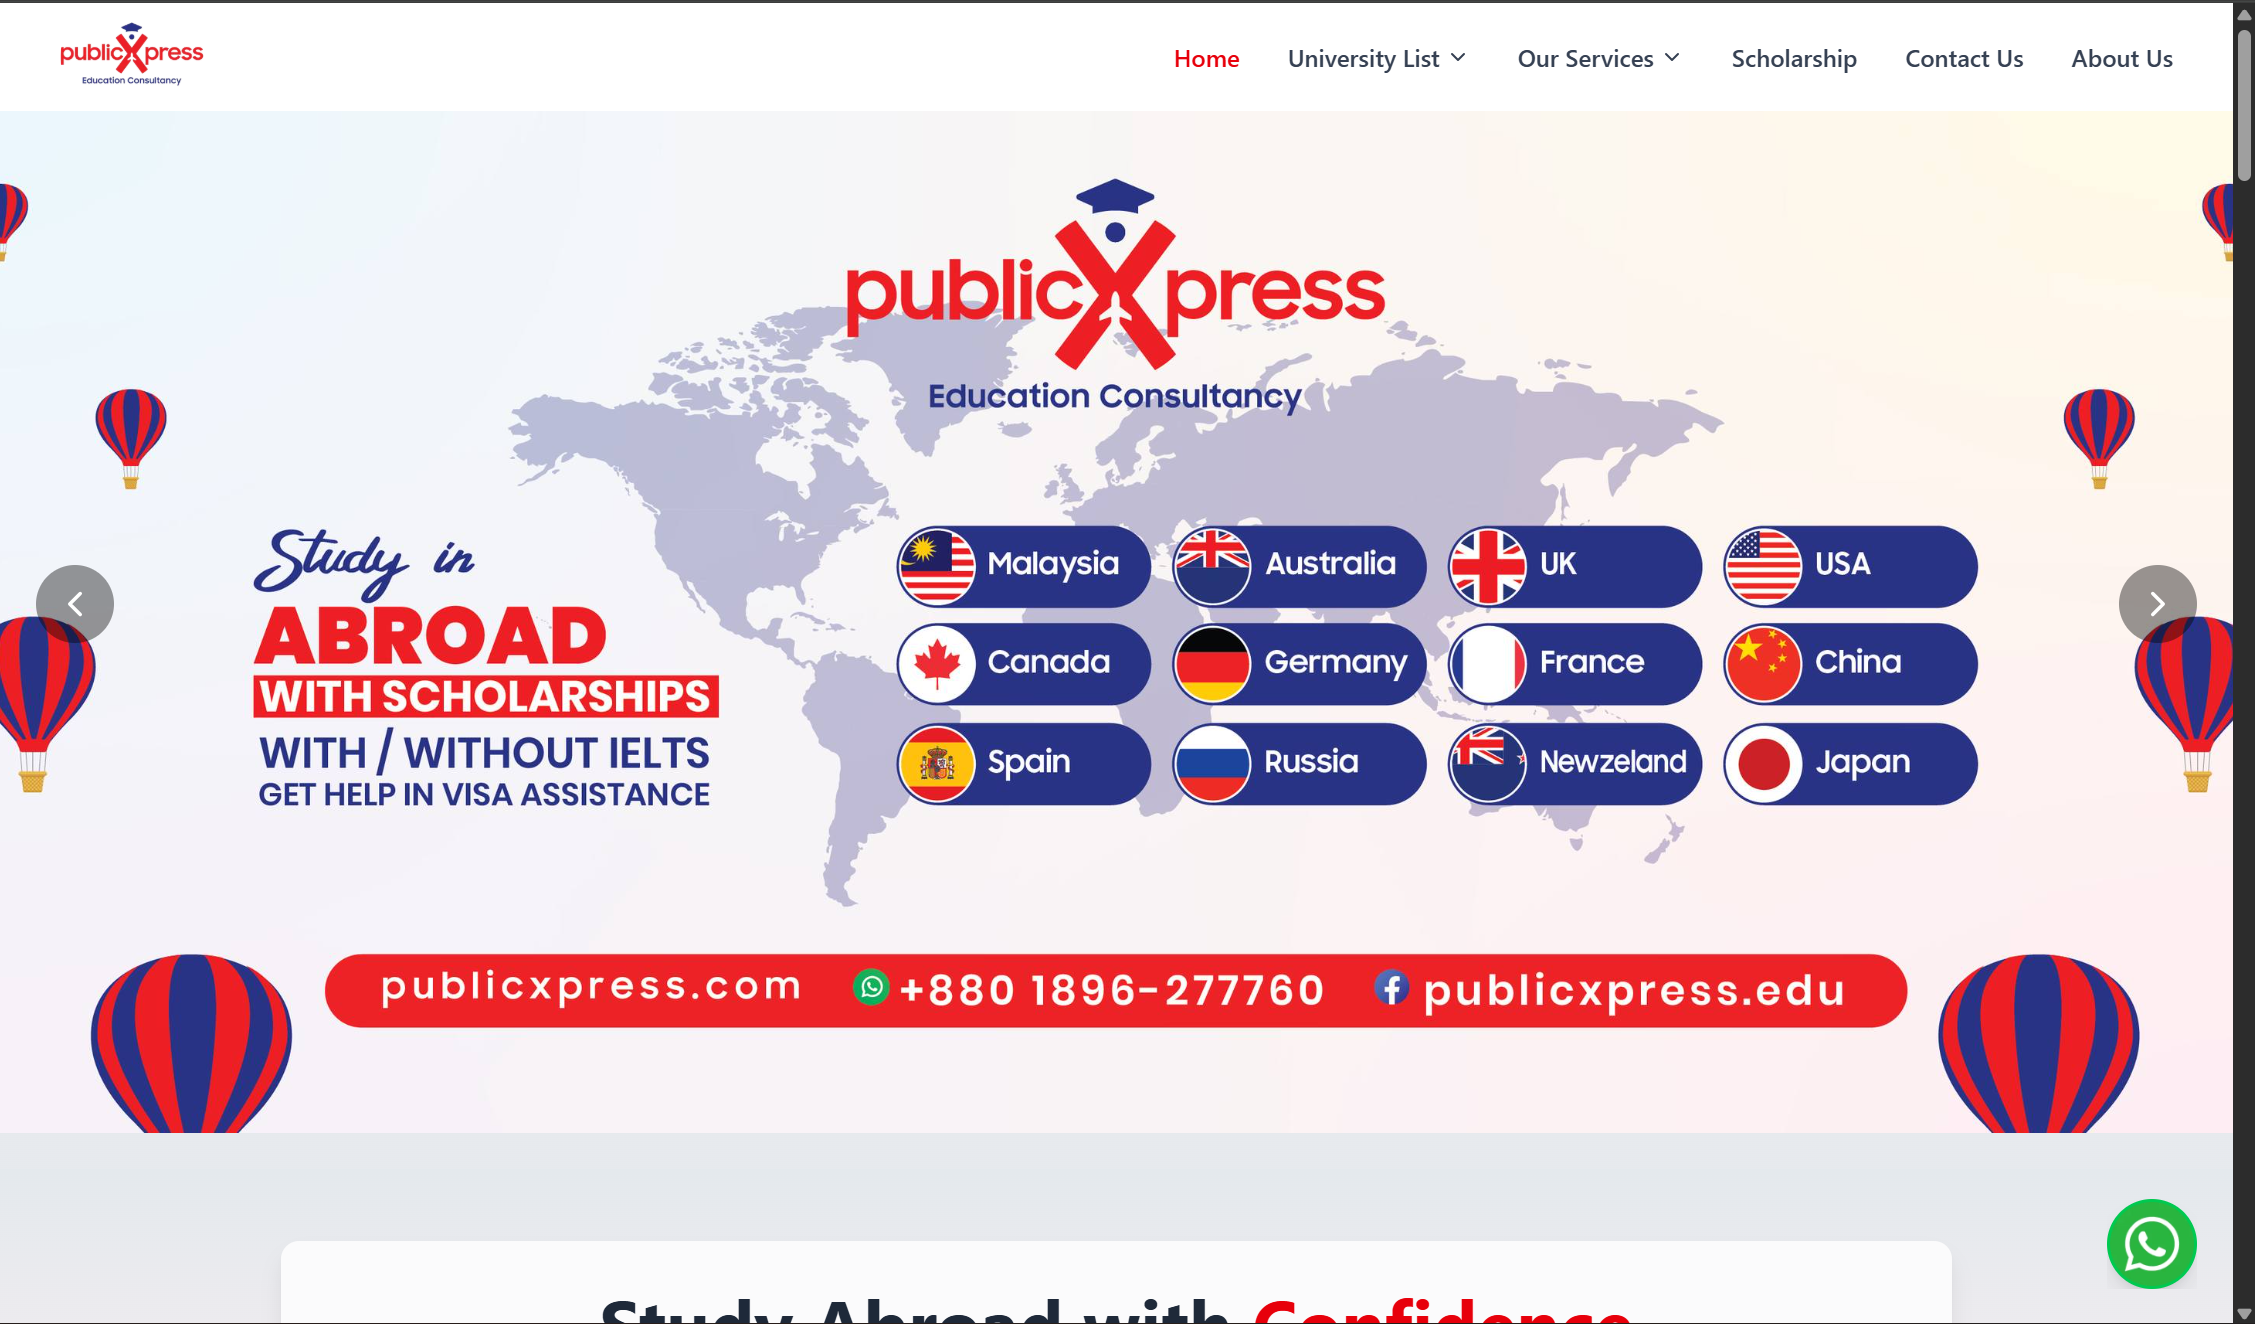 publicXpress
Education Consultancy
Home
University List
Our Services
Scholarship
Contact Us
About Us
publicXpress
Education Consultancy
Study in
ABROAD
WITH SCHOLARSHIPS
WITH / WITHOUT IELTS
GET HELP IN VISA ASSISTANCE
Malaysia
Australia
UK
USA
Canada
Germany
France
China
Spain
Russia
Newzeland
Japan
publicxpress.com
+880 1896-277760
publicxpress.edu
Study Abroad with Confidence